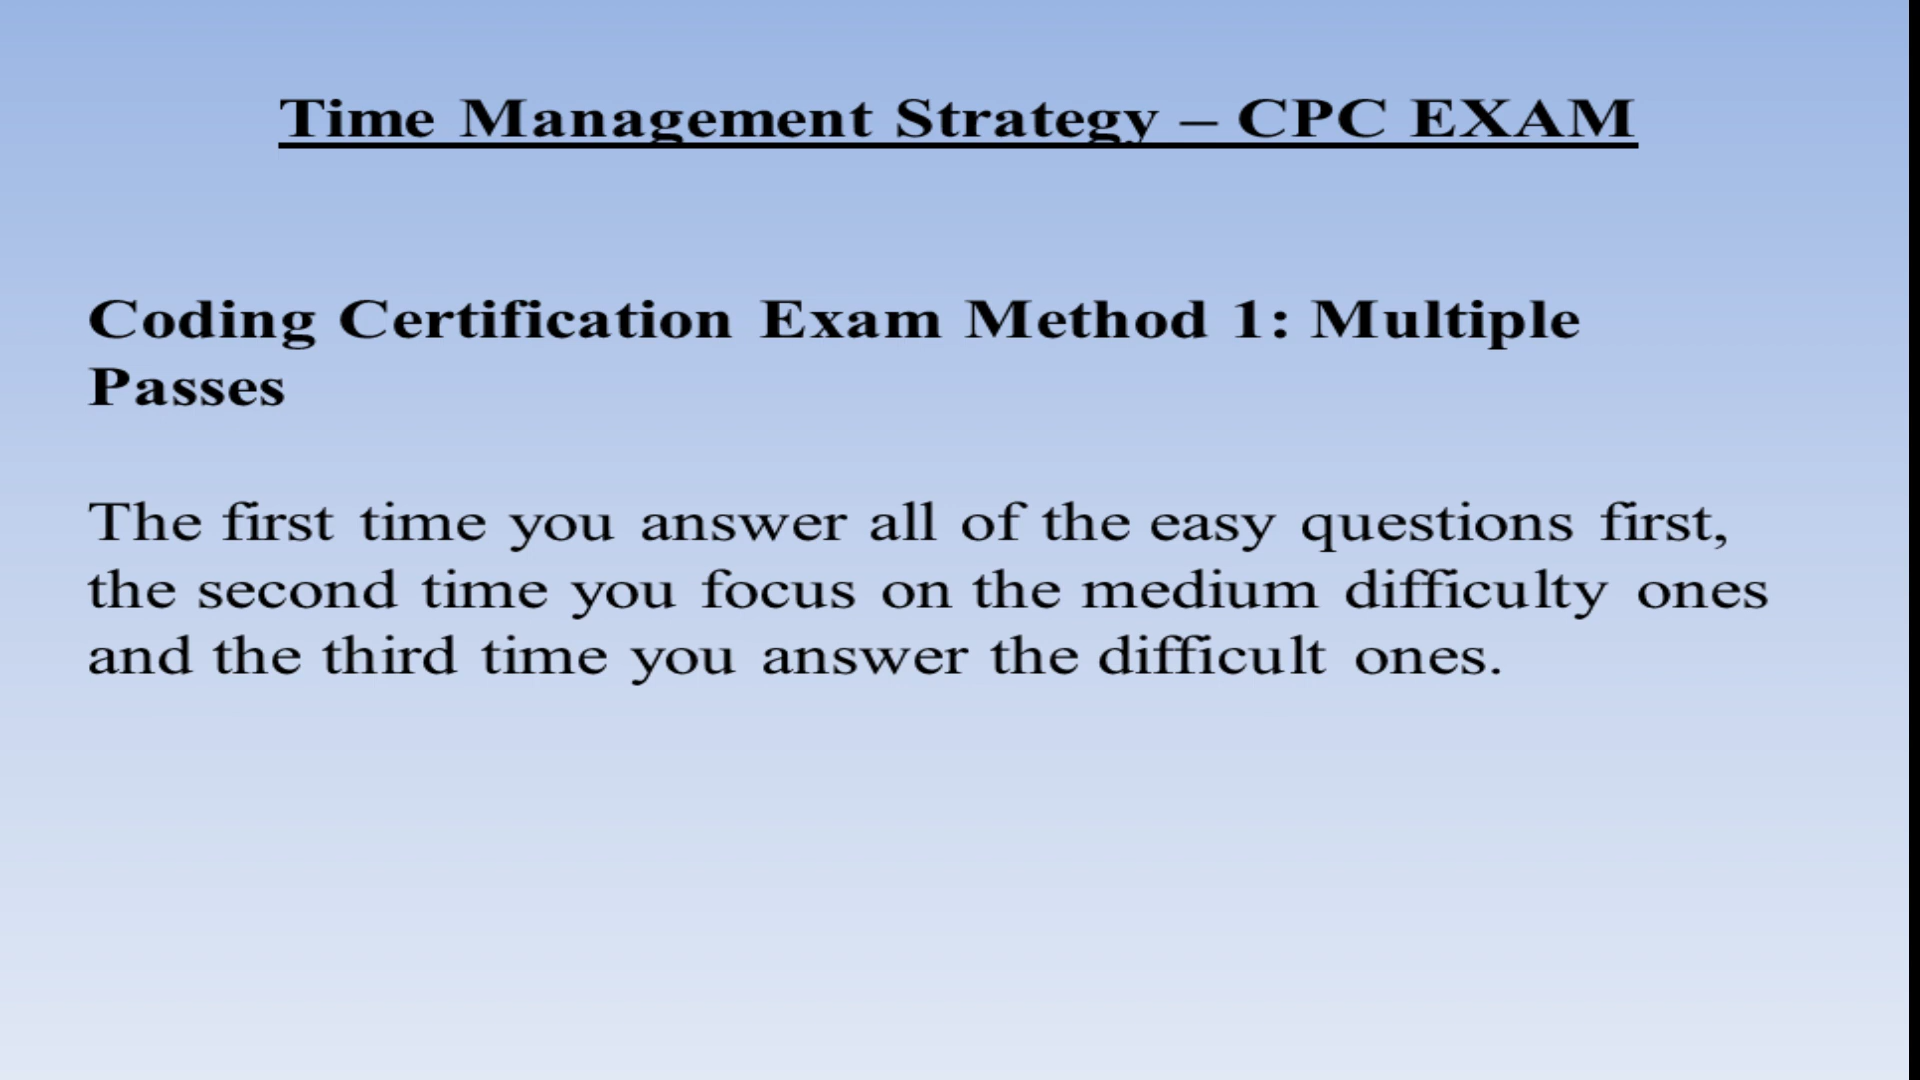 Time Management Strategy – CPC EXAM
Coding Certification Exam Method 1: Multiple
Passes
The first time you answer all of the easy questions first,
the second time you focus on the medium difficulty ones
and the third time you answer the difficult ones.